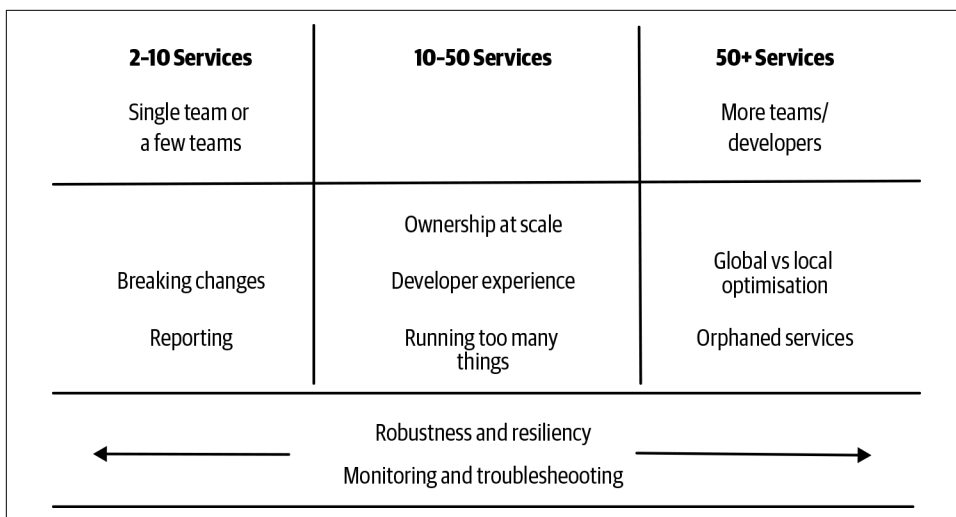 2-10 Services
10-50 Services
50+ Services
Single team or
a few teams
More teams/
developers
Ownership at scale
Breaking changes
Developer experience
Global vs local
optimisation
Reporting
Running too many
things
Orphaned services
Robustness and resiliency
Monitoring and troublesheooting